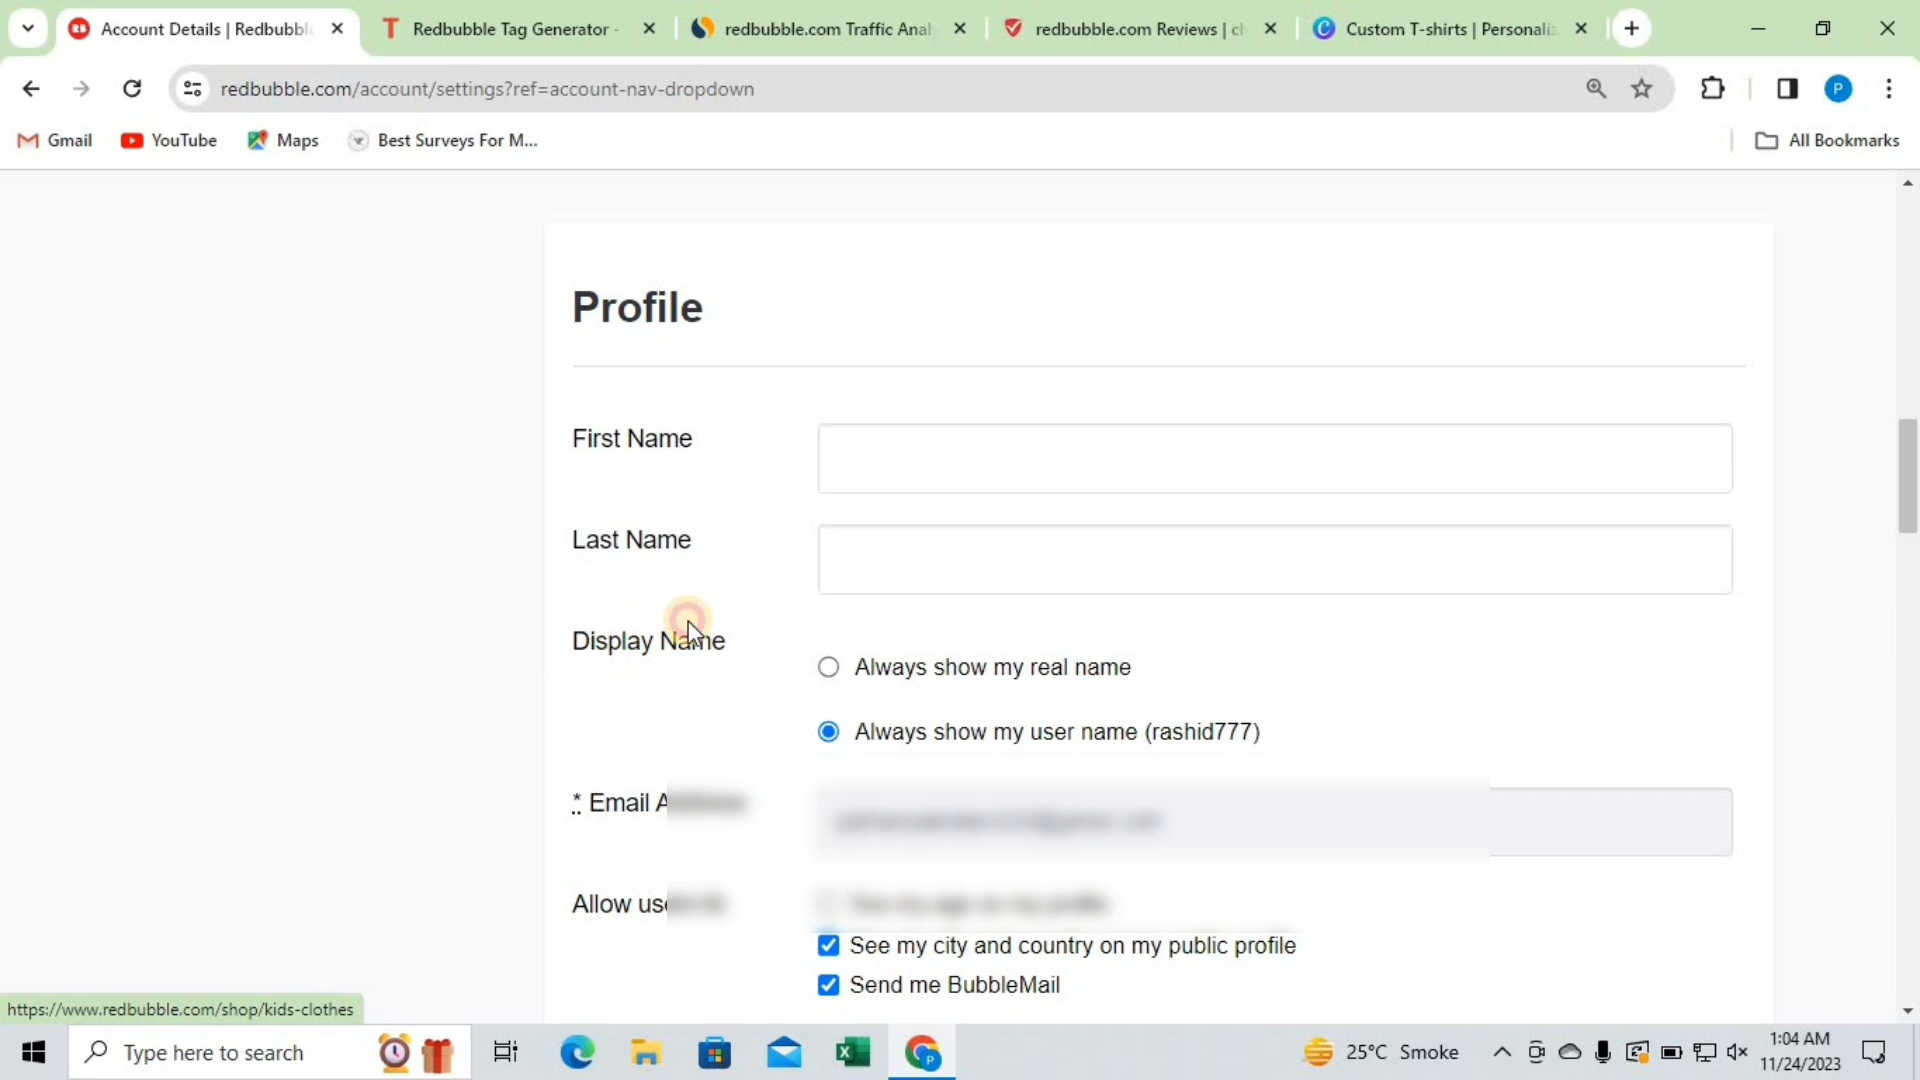 Account Details | Redbubbl
Redbubble Tag Generator -
redbubble.com Traffic Anal
redbubble.com Reviews | ch
Custom T-shirts | Personaliz
redbubble.com/account/settings?ref=account-nav-dropdown
P
Gmail
YouTube
Maps
Best Surveys For M...
All Bookmarks
Profile
First Name
Last Name
Display Name
Always show my real name
Always show my user name (rashid777)
* Email
Allow
See my city and country on my public profile
Send me BubbleMail
https://www.redbubble.com/shop/kids-clothes
Type here to search
25°C Smoke
1:04 AM
11/24/2023